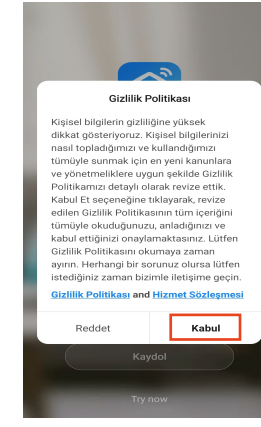 Gizlilik Politikası
Kişisel bilgilerin gizliliğine yüksek
dikkat gösteriyoruz. Kişisel bilgilerinizi
nasıl topladığımızı ve kullandığımızı
tümüyle sunmak için en yeni kanunlara
ve yönetmeliklere uygun şekilde Gizlilik
Politikamızı detaylı olarak revize ettik.
Kabul Et seçeneğine tıklayarak, revize
edilen Gizlilik Politikasının tüm içeriğini
tümüyle okuduğunuzu, anladığınızı ve
kabul ettiğinizi onaylamaktasınız. Lütfen
Gizlilik Politikasını okumaya zaman
ayırın. Herhangi bir sorunuz olursa lütfen
istediğiniz zaman bizimle iletişime geçin.
Gizlilik Politikası and Hizmet Sözleşmesi
Reddet Kabul
Kaydol
Try now